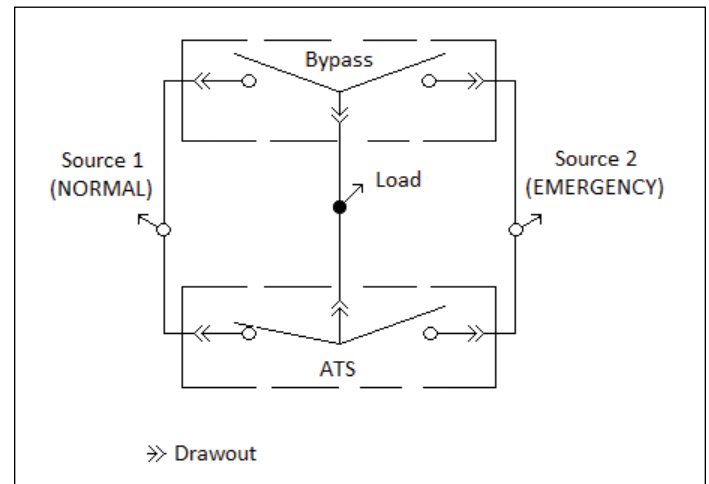 Bypass
Source 1
(NORMAL)
Load
Source 2
(EMERGENCY)
ATS
Drawout